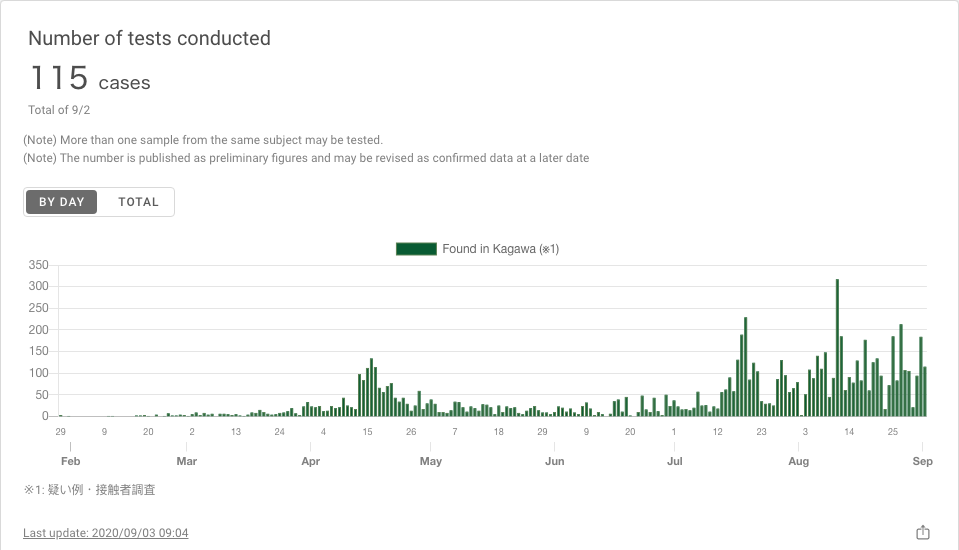 Number of tests conducted
115 cases
Total of 9/2
(Note) More than one sample from the same subject may be tested.
(Note) The number is published as preliminary figures and may be revised as confirmed data at a later date
BY DAY TOTAL
Found in Kagawa (※1)
350
300
250
200
150
100
50
0
29 9 20 2 13 24 4 15 26 7 18 29 9 20 1 12 23 3 14 25
Feb Mar Apr May Jun Jul Aug Sep
※1: 疑い例・接触者調査
Last update: 2020/09/03 09:04